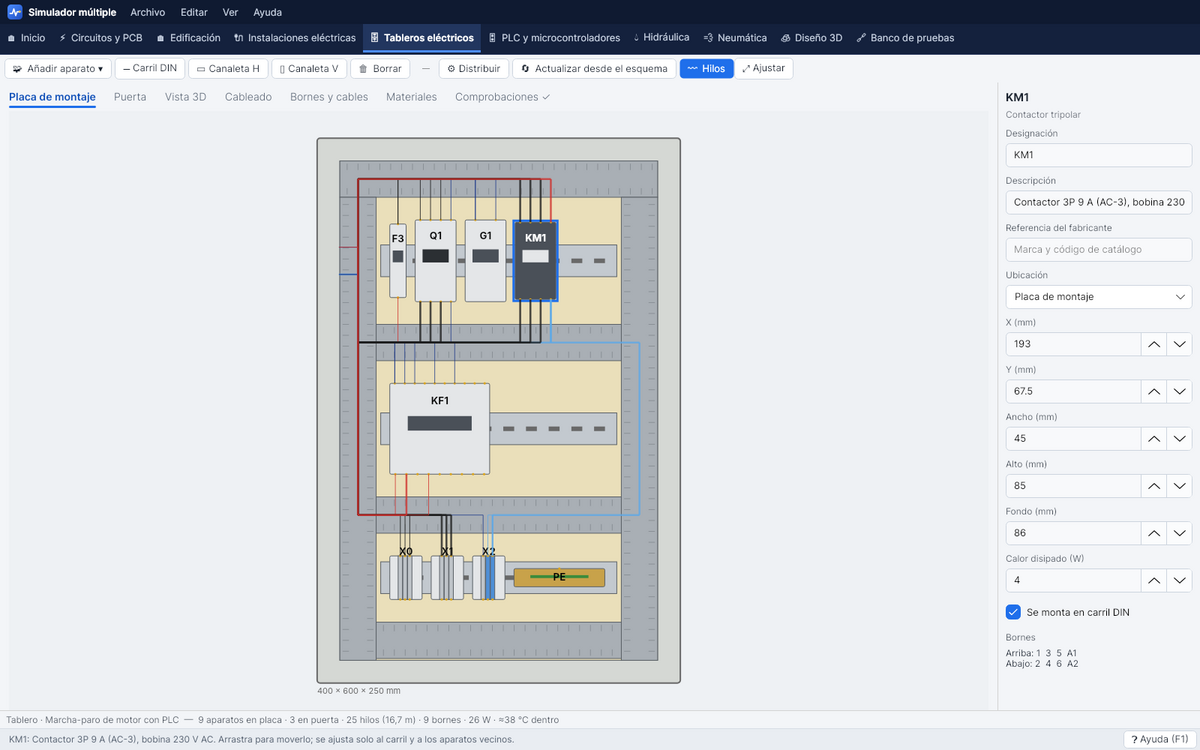 Simulador múltiple Archivo Editar Ver Ayuda
Inicio Circuitos y PCB Edificación Instalaciones eléctricas Tableros eléctricos PLC y microcontroladores Hidráulica Neumática Diseño 3D Banco de pruebas
Añadir aparato ▾ — Carril DIN Canaleta H Canaleta V Borrar — Distribuir Actualizar desde el esquema Hilos Ajustar
Placa de montaje Puerta Vista 3D Cableado Bornes y cables Materiales Comprobaciones ✓
F3 Q1 G1 KM1
KF1
X0 X1 X2
PE
400 × 600 × 250 mm
KM1
Contactor tripolar
Designación
KM1
Descripción
Contactor 3P 9 A (AC-3), bobina 230
Referencia del fabricante
Marca y código de catálogo
Ubicación
Placa de montaje
X (mm)
193
Y (mm)
67.5
Ancho (mm)
45
Alto (mm)
85
Fondo (mm)
86
Calor disipado (W)
4
Se monta en carril DIN
Bornes
Arriba: 1 3 5 A1
Abajo: 2 4 6 A2
Tablero · Marcha-paro de motor con PLC — 9 aparatos en placa · 3 en puerta · 25 hilos (16,7 m) · 9 bornes · 26 W · ≈38 °C dentro
KM1: Contactor 3P 9 A (AC-3), bobina 230 V AC. Arrastra para moverlo; se ajusta solo al carril y a los aparatos vecinos.
? Ayuda (F1)